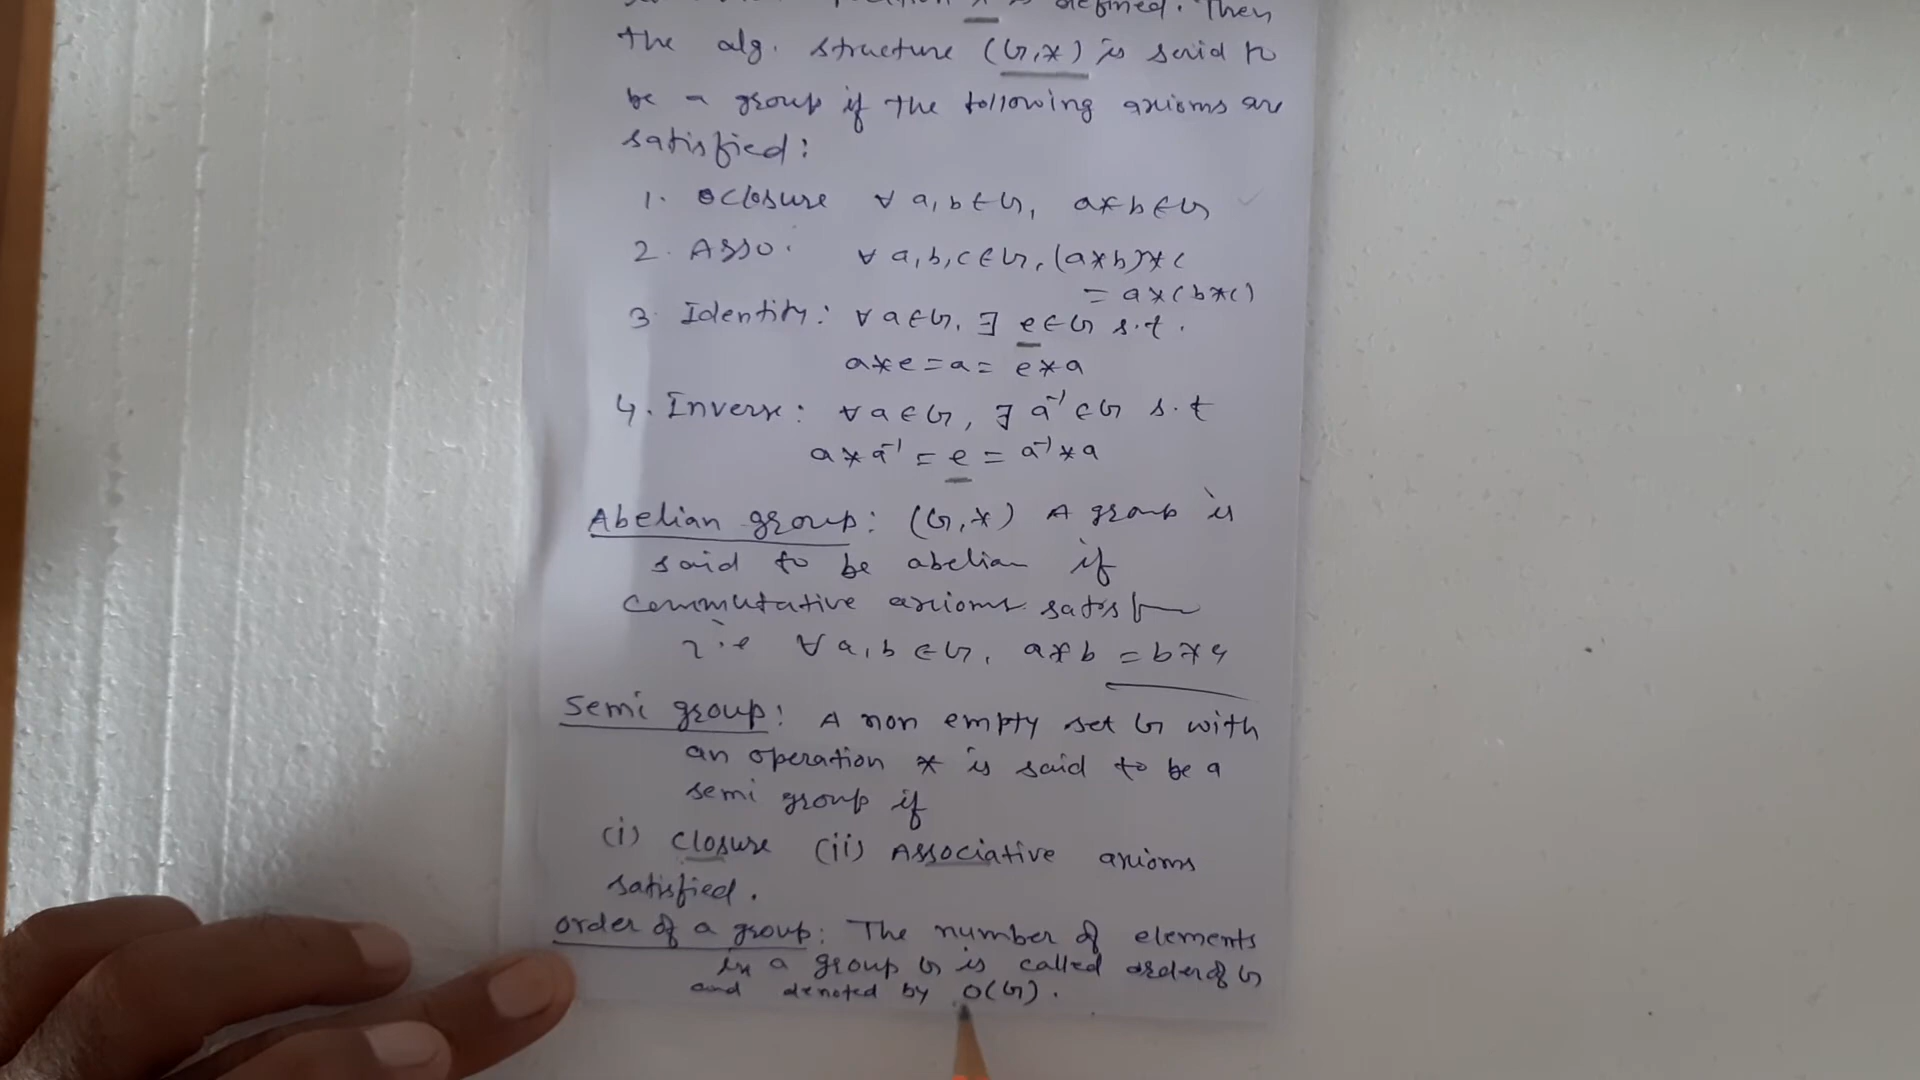 is defined. Then
the alg. structure (G,*) is said to
be a group if the following axioms are
satisfied:
1. closure ∀ a,b ∈ G, a*b ∈ G
2. Asso. ∀ a,b,c ∈ G, (a*b)*c
= a*(b*c)
3. Identity: ∀ a ∈ G, ∃ e ∈ G s.t.
a*e = a = e*a
4. Inverse: ∀ a ∈ G, ∃ a⁻¹ ∈ G s.t
a*a⁻¹ = e = a⁻¹*a
Abelian group: (G,*) A group is
said to be abelian if
commutative axioms
i.e ∀ a,b ∈ G, a*b = b*a
Semi group: A non empty set G with
an operation * is said to be a
semi group if
(i) closure (ii) Associative axioms
satisfied.
order of a group: The number of elements
in a group G is called order of G
and denoted by O(G).